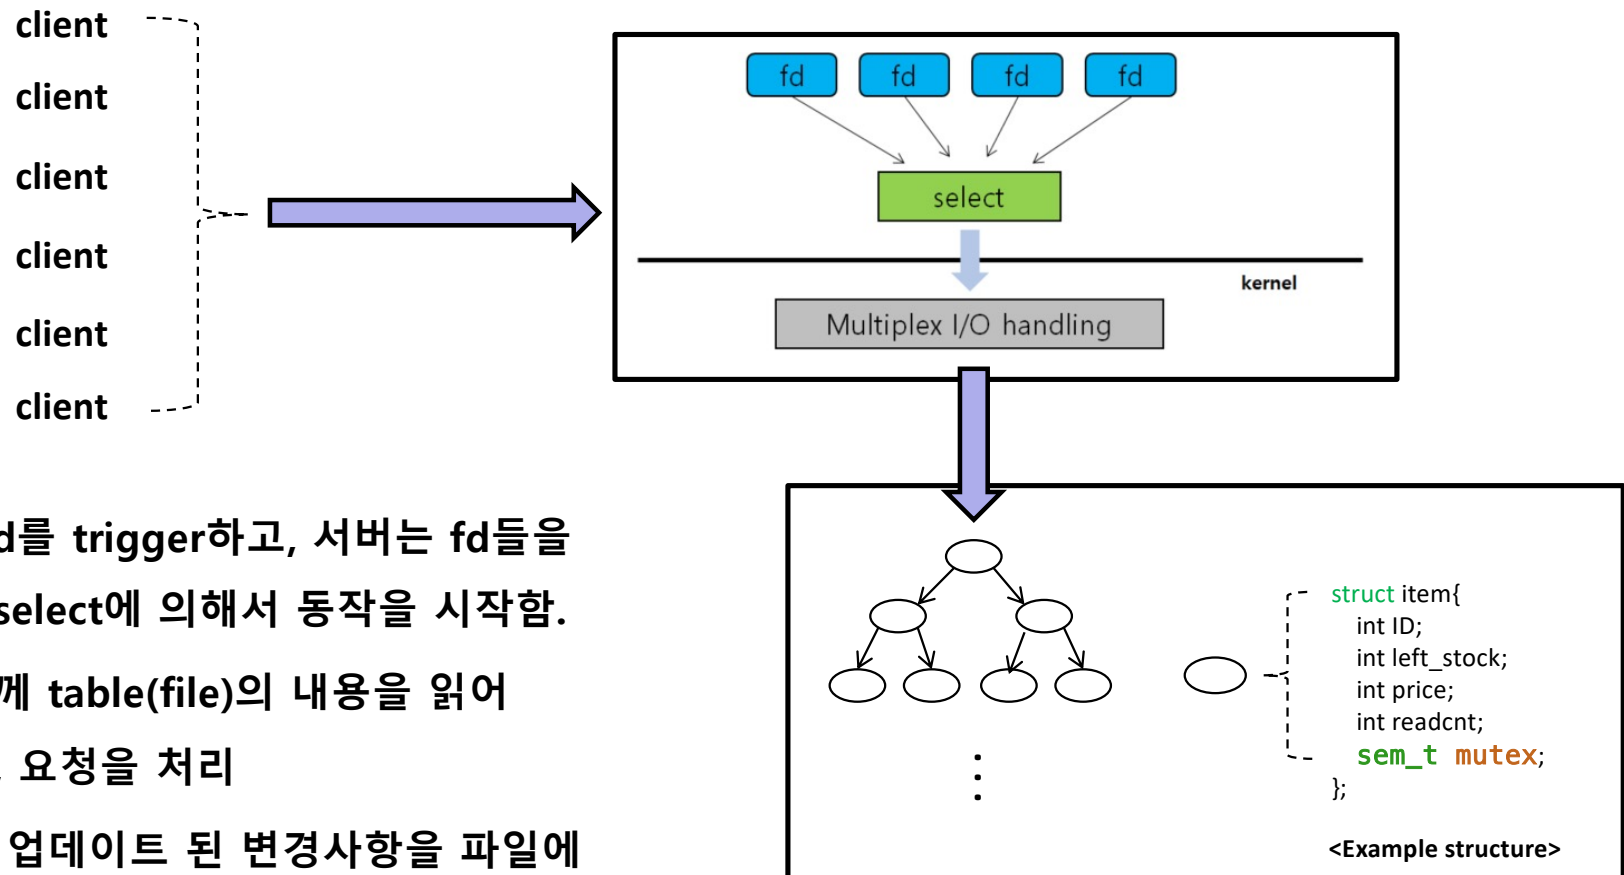 client
client
client
client
client
client
fd fd fd fd
select
kernel
Multiplex I/O handling
를 trigger하고, 서버는 fd들을
select에 의해서 동작을 시작함.
table(file)의 내용을 읽어
요청을 처리
업데이트 된 변경사항을 파일에
struct item{
int ID;
int left_stock;
int price;
int readcnt;
sem_t mutex;
};
<Example structure>